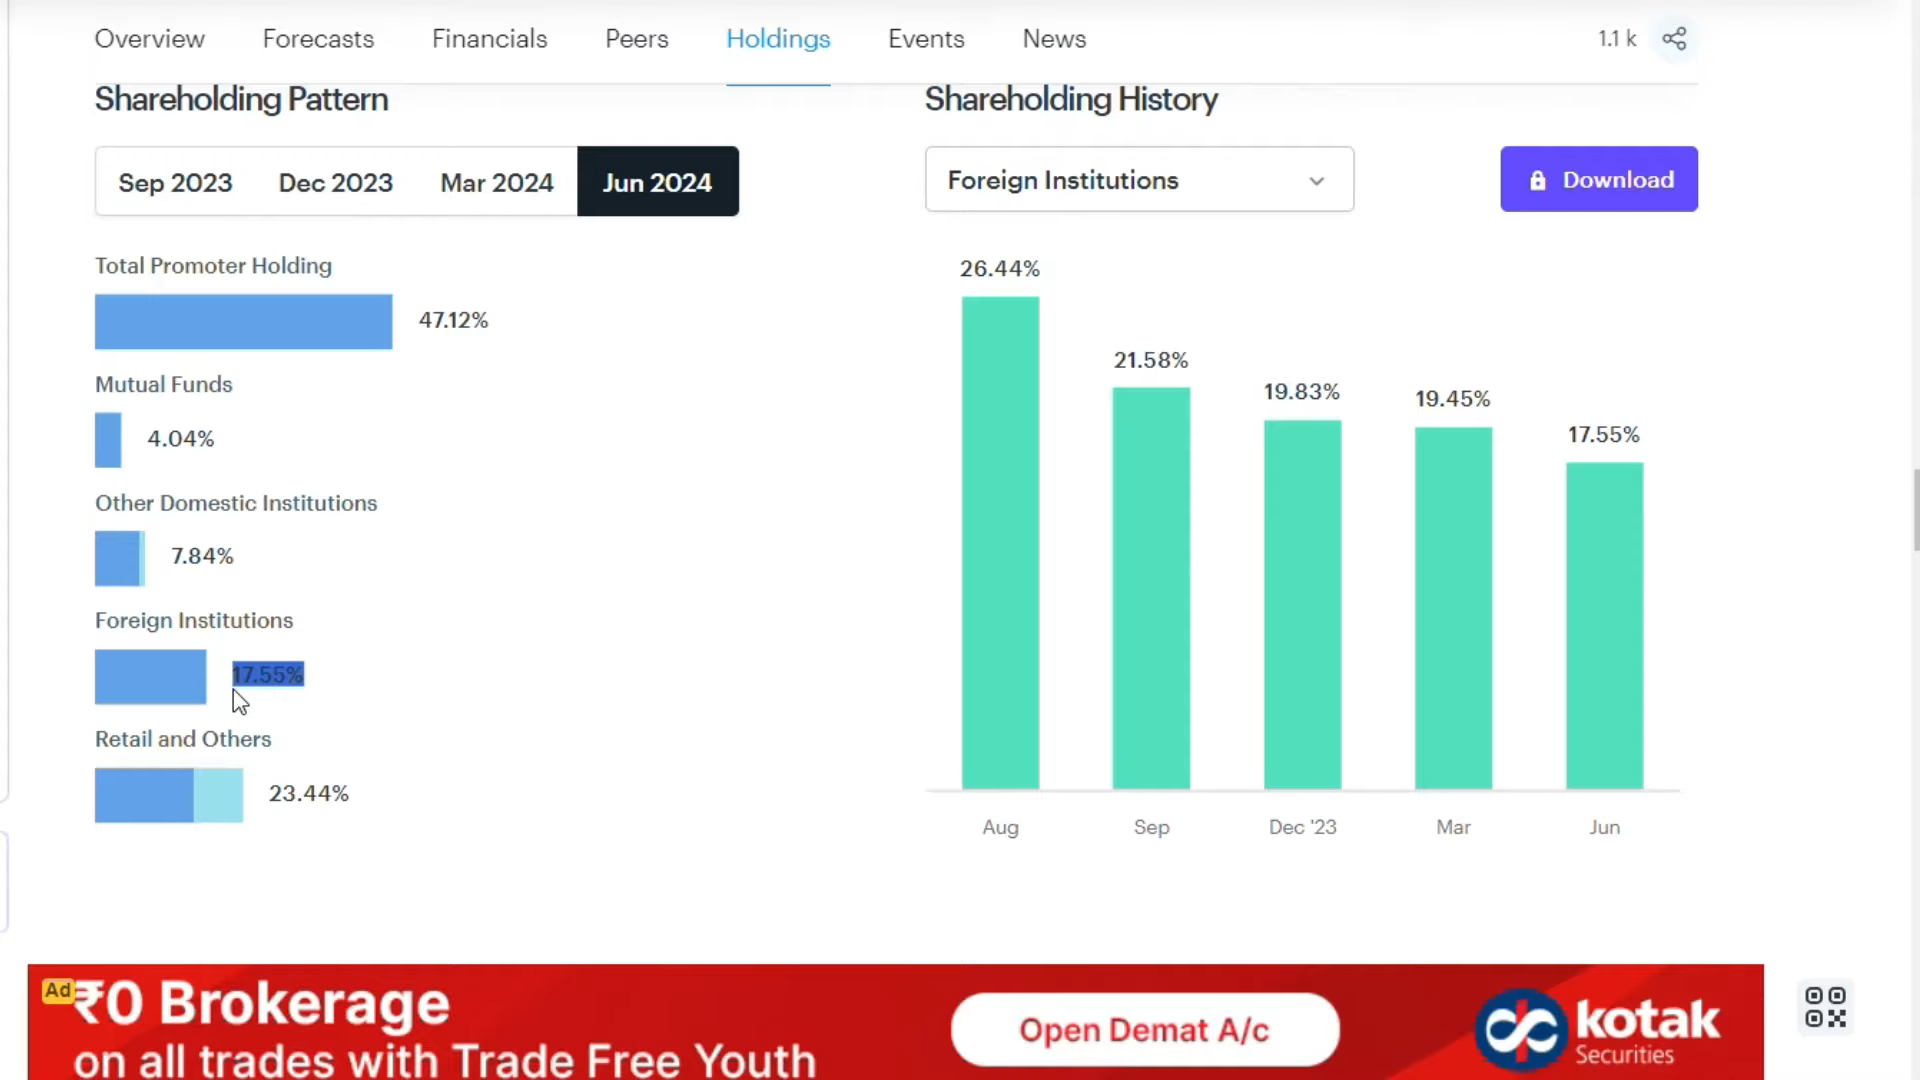 Overview Forecasts Financials Peers Holdings Events News 1.1 k
Shareholding Pattern
Sep 2023 Dec 2023 Mar 2024 Jun 2024
Total Promoter Holding
47.12%
Mutual Funds
4.04%
Other Domestic Institutions
7.84%
Foreign Institutions
17.55%
Retail and Others
23.44%
Shareholding History
Foreign Institutions
Download
26.44%
21.58%
19.83%
19.45%
17.55%
Aug Sep Dec '23 Mar Jun
Ad
₹0 Brokerage
on all trades with Trade Free Youth
Open Demat A/c
kotak
Securities